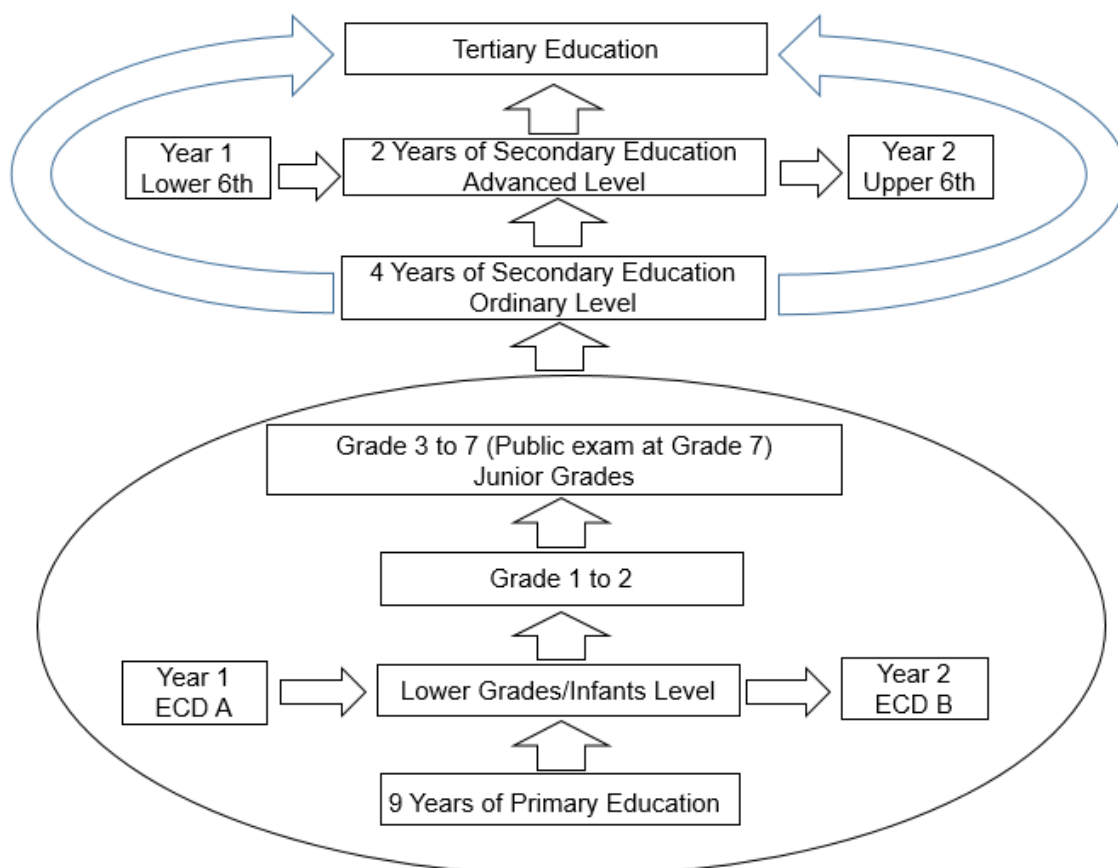 Tertiary Education
Year 1
Lower 6th
2 Years of Secondary Education
Advanced Level
Year 2
Upper 6th
4 Years of Secondary Education
Ordinary Level
Grade 3 to 7 (Public exam at Grade 7)
Junior Grades
Grade 1 to 2
Year 1
ECD A
Lower Grades/Infants Level
Year 2
ECD B
9 Years of Primary Education